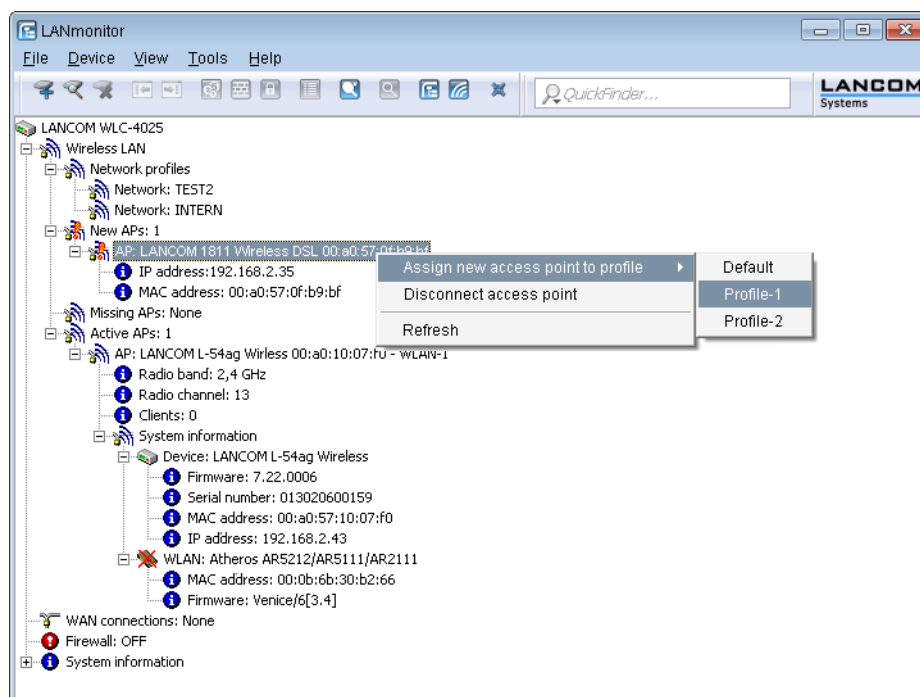 LANmonitor
File Device View Tools Help
QuickFinder...
LANCOM
Systems
LANCOM WLC-4025
Wireless LAN
Network profiles
Network: TEST2
Network: INTERN
New APs: 1
AP: LANCOM 1811 Wireless DSL 00:a0:57:0f:b9:bf
IP address:192.168.2.35
MAC address: 00:a0:57:0f:b9:bf
Assign new access point to profile
Disconnect access point
Refresh
Default
Profile-1
Profile-2
Missing APs: None
Active APs: 1
AP: LANCOM L-54ag Wirless 00:a0:10:07:f0 - WLAN-1
Radio band: 2,4 GHz
Radio channel: 13
Clients: 0
System information
Device: LANCOM L-54ag Wireless
Firmware: 7.22.0006
Serial number: 013020600159
MAC address: 00:a0:57:10:07:f0
IP address: 192.168.2.43
WLAN: Atheros AR5212/AR5111/AR2111
MAC address: 00:0b:6b:30:b2:66
Firmware: Venice/6[3.4]
WAN connections: None
Firewall: OFF
System information